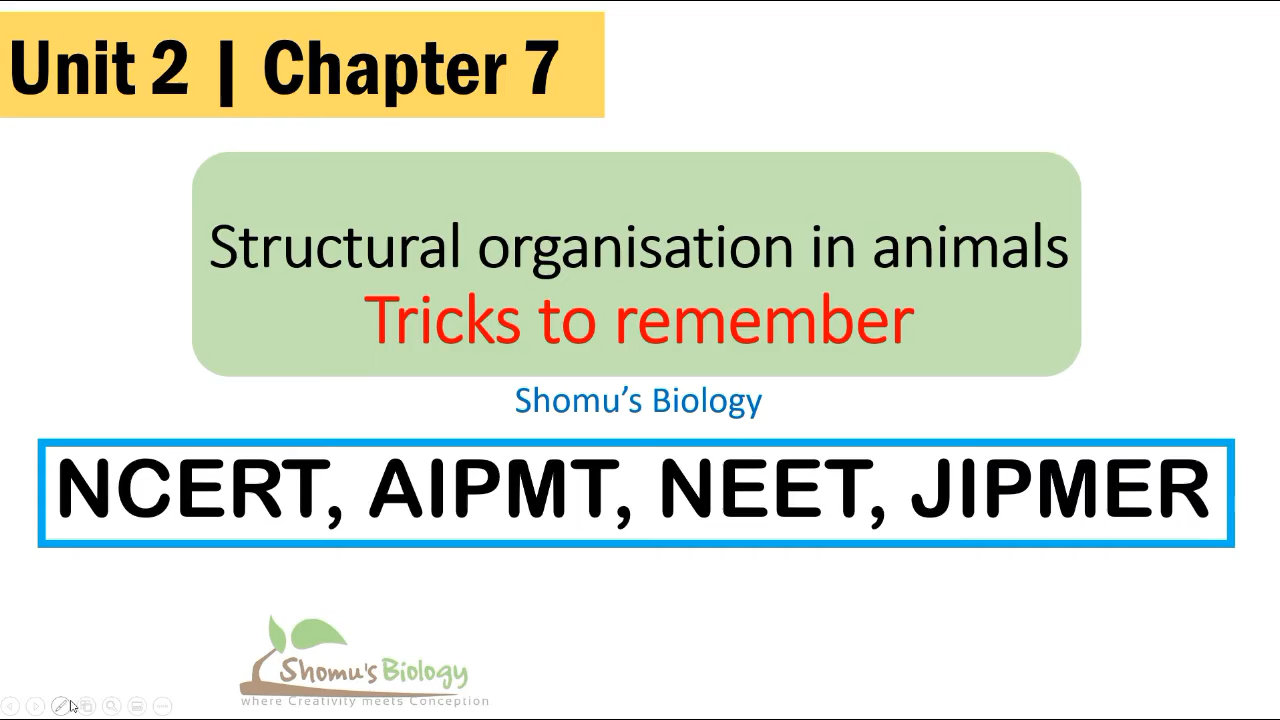 Unit 2 | Chapter 7
Structural organisation in animals
Tricks to remember
Shomu’s Biology
NCERT, AIPMT, NEET, JIPMER
Shomu's Biology
where Creativity meets Conception